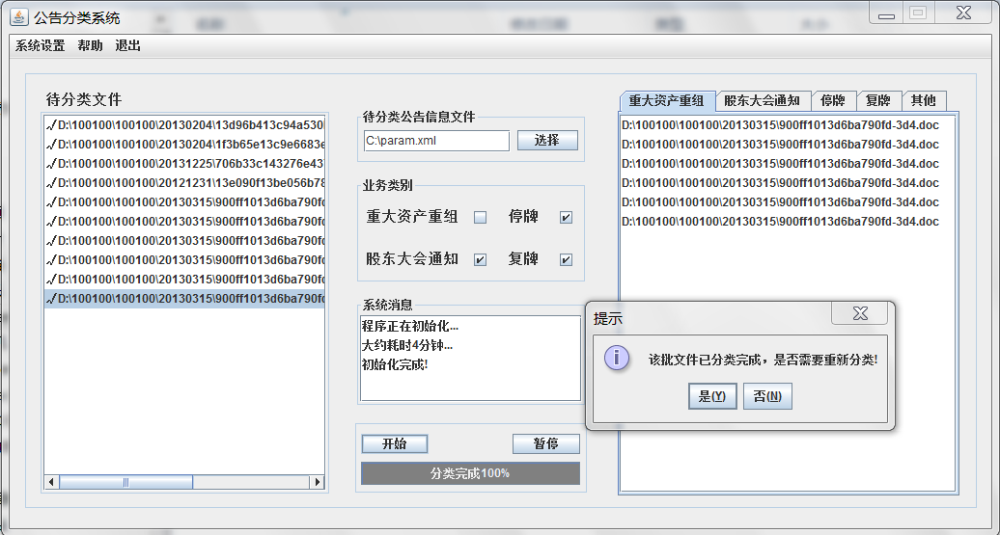 公告分类系统
系统设置 帮助 退出
待分类文件
D:\100100\100100\20130204\13d96b413c94a530
D:\100100\100100\20130204\1f3b65e13c9e6683e
D:\100100\100100\20131225\706b33c143276e43
D:\100100\100100\20121231\13e090f13be056b78
D:\100100\100100\20130315\900ff1013d6ba790fd
D:\100100\100100\20130315\900ff1013d6ba790fd
D:\100100\100100\20130315\900ff1013d6ba790fd
D:\100100\100100\20130315\900ff1013d6ba790fd
D:\100100\100100\20130315\900ff1013d6ba790fd
D:\100100\100100\20130315\900ff1013d6ba790fd
待分类公告信息文件
C:\param.xml 选择
业务类别
重大资产重组 停牌
股东大会通知 复牌
系统消息
程序正在初始化...
大约耗时4分钟...
初始化完成!
开始 暂停
分类完成100%
重大资产重组 股东大会通知 停牌 复牌 其他
D:\100100\100100\20130315\900ff1013d6ba790fd-3d4.doc
D:\100100\100100\20130315\900ff1013d6ba790fd-3d4.doc
D:\100100\100100\20130315\900ff1013d6ba790fd-3d4.doc
D:\100100\100100\20130315\900ff1013d6ba790fd-3d4.doc
D:\100100\100100\20130315\900ff1013d6ba790fd-3d4.doc
D:\100100\100100\20130315\900ff1013d6ba790fd-3d4.doc
提示
该批文件已分类完成，是否需要重新分类!
是(Y) 否(N)